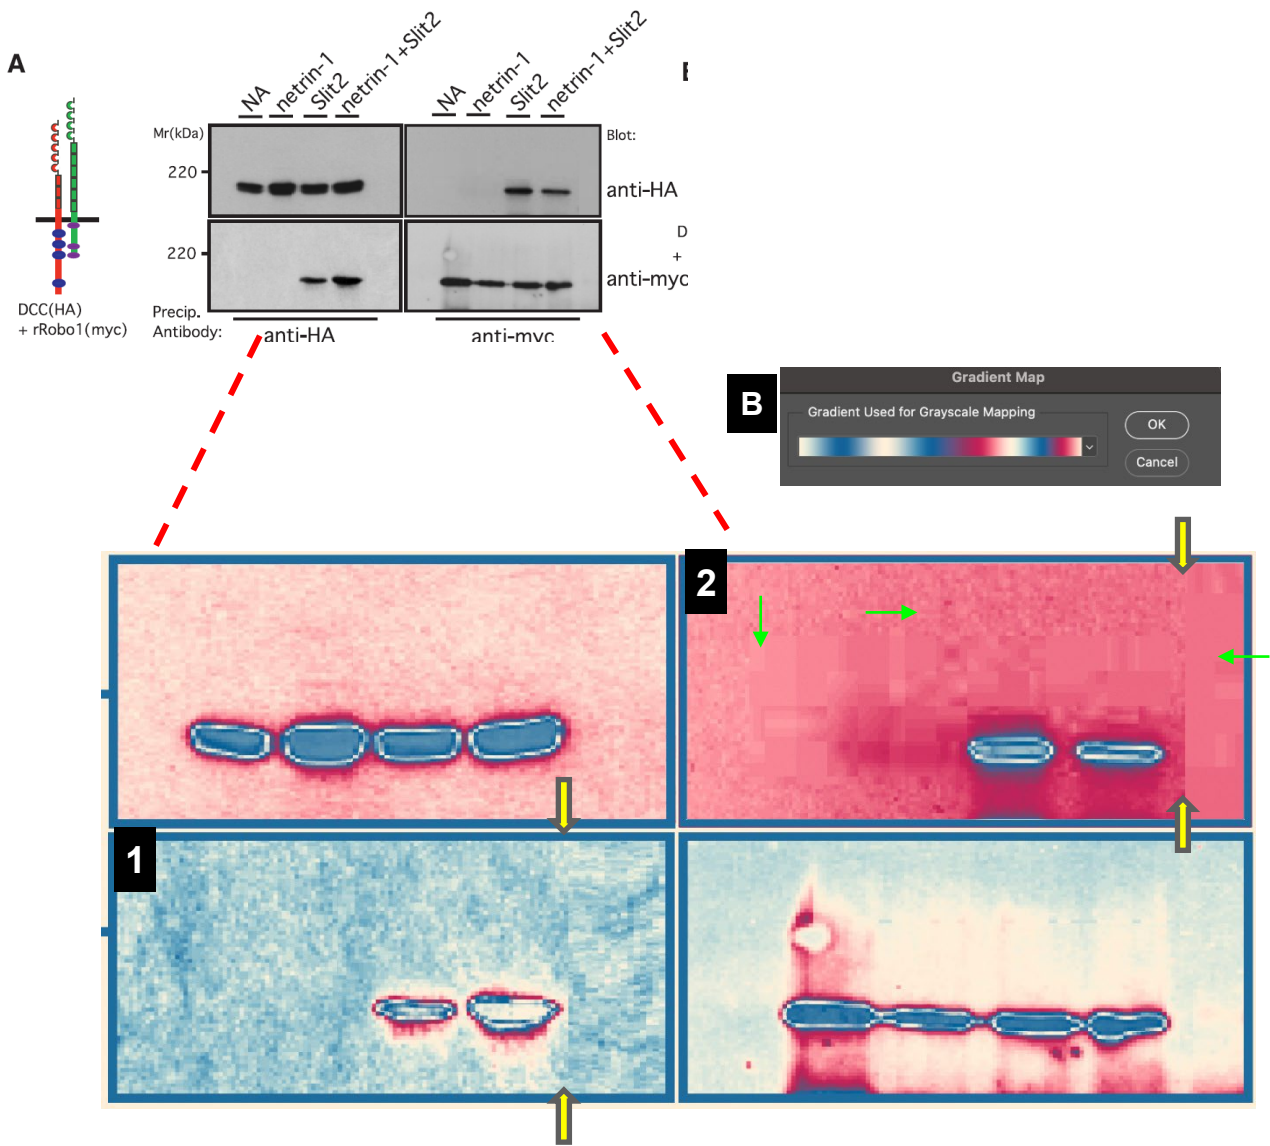 A
NA
netrin-1
Slit2
netrin-1+Slit2
NA
netrin-1
Slit2
netrin-1+Slit2
Mr(kDa)
Blot:
220
anti-HA
220
anti-myc
D
+
DCC(HA)
+ rRobo1(myc)
Precip.
Antibody:
anti-HA
anti-myc
B
Gradient Map
Gradient Used for Grayscale Mapping
OK
Cancel
2
1